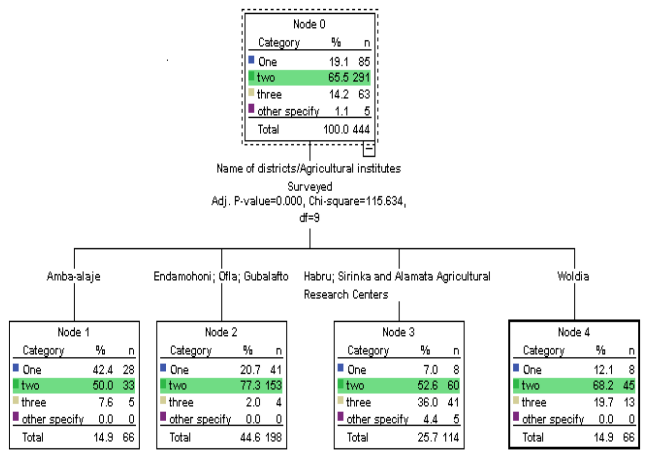 Node 0
Category % n
One 19.1 85
two 65.5 291
three 14.2 63
other specify 1.1 5
Total 100.0 444
Name of districts/Agricultural institutes
Surveyed
Adj. P-value=0.000, Chi-square=115.634,
df=9
Amba-alaje
Endamohoni; Ofla; Gubalafto
Habru; Sirinka and Alamata Agricultural
Research Centers
Woldia
Node 1
Category % n
One 42.4 28
two 50.0 33
three 7.6 5
other specify 0.0 0
Total 14.9 66
Node 2
Category % n
One 20.7 41
two 77.3 153
three 2.0 4
other specify 0.0 0
Total 44.6 198
Node 3
Category % n
One 7.0 8
two 52.6 60
three 36.0 41
other specify 4.4 5
Total 25.7 114
Node 4
Category % n
One 12.1 8
two 68.2 45
three 19.7 13
other specify 0.0 0
Total 14.9 66